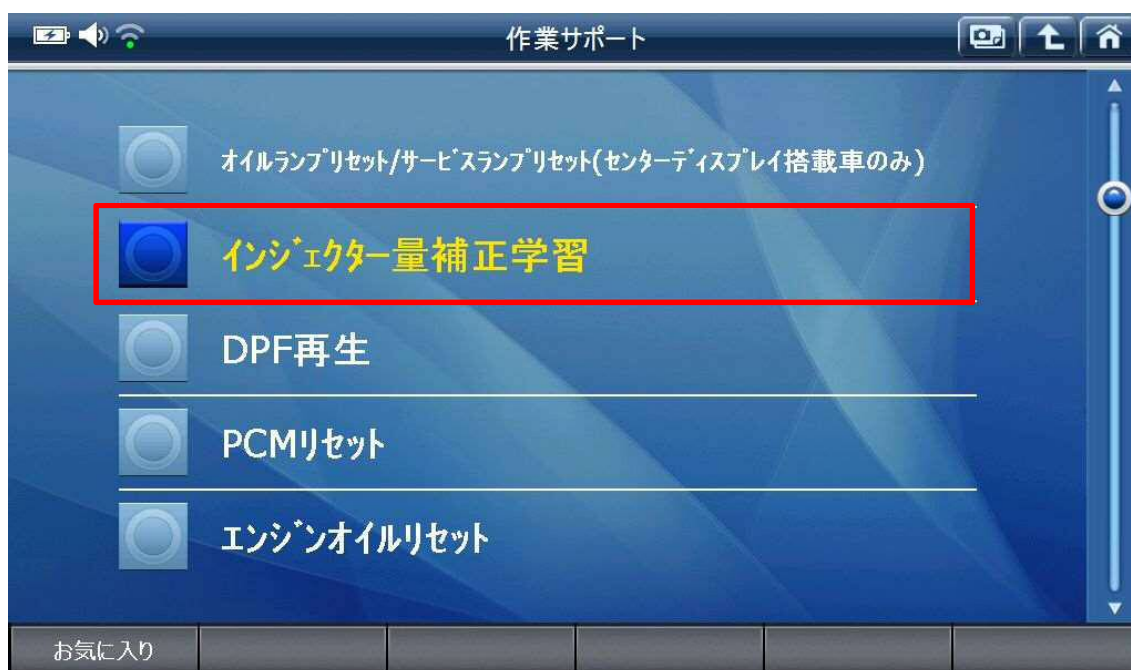 作業サポート
オイルランプリセット/サービスランプリセット(センターディスプレイ搭載車のみ)
インジェクター量補正学習
DPF再生
PCMリセット
エンジンオイルリセット
お気に入り